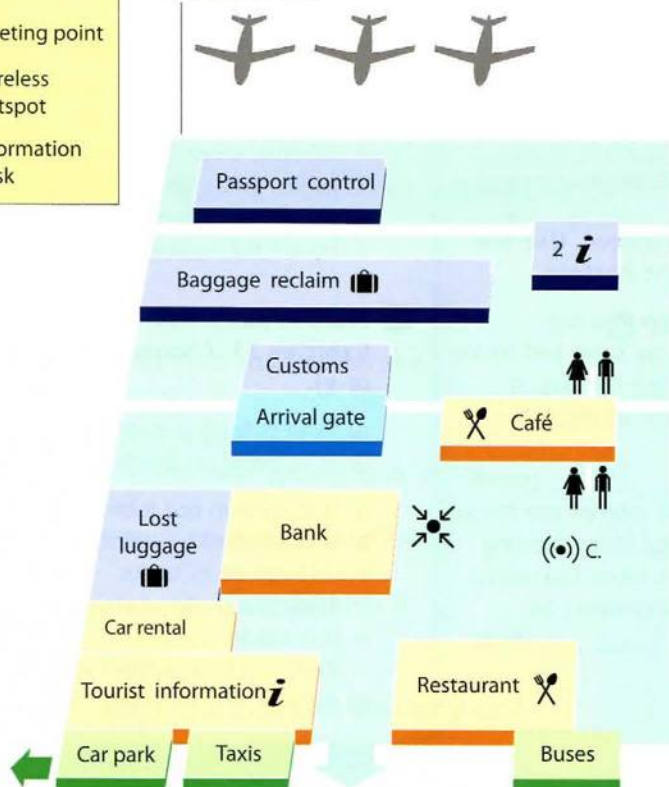 eting point
reless
tspot
ormation
sk
Passport control
2 i
Baggage reclaim
Customs
Arrival gate
Café
Lost
luggage
Bank
C.
Car rental
Tourist information i
Restaurant
Car park
Taxis
Buses